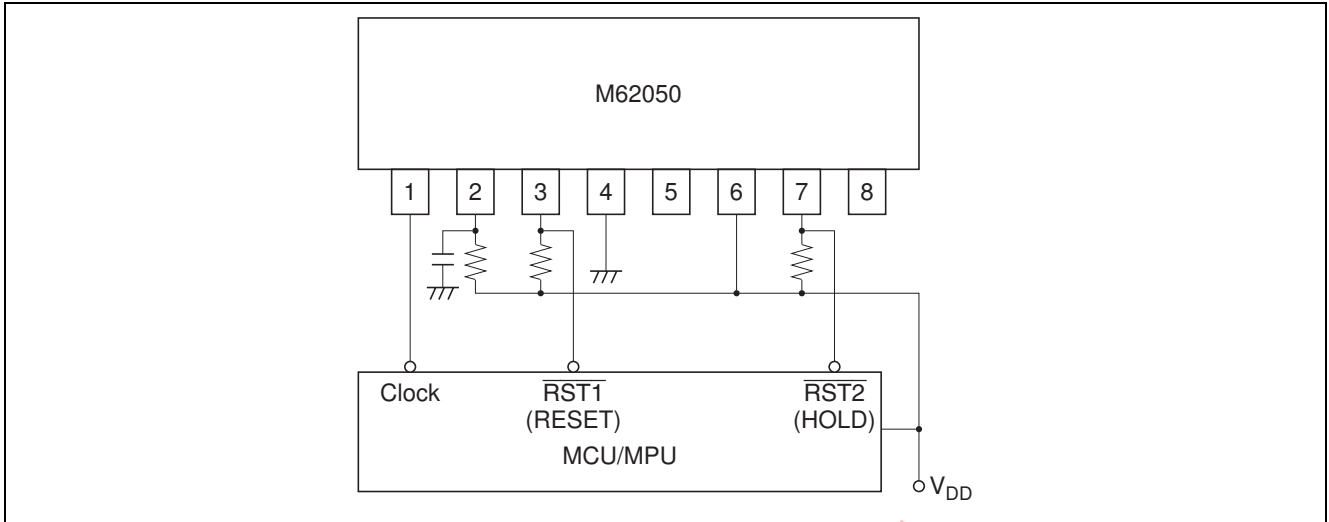 M62050
1 2 3 4 5 6 7 8
Clock RST1 RST2
(RESET) (HOLD)
MCU/MPU
VDD